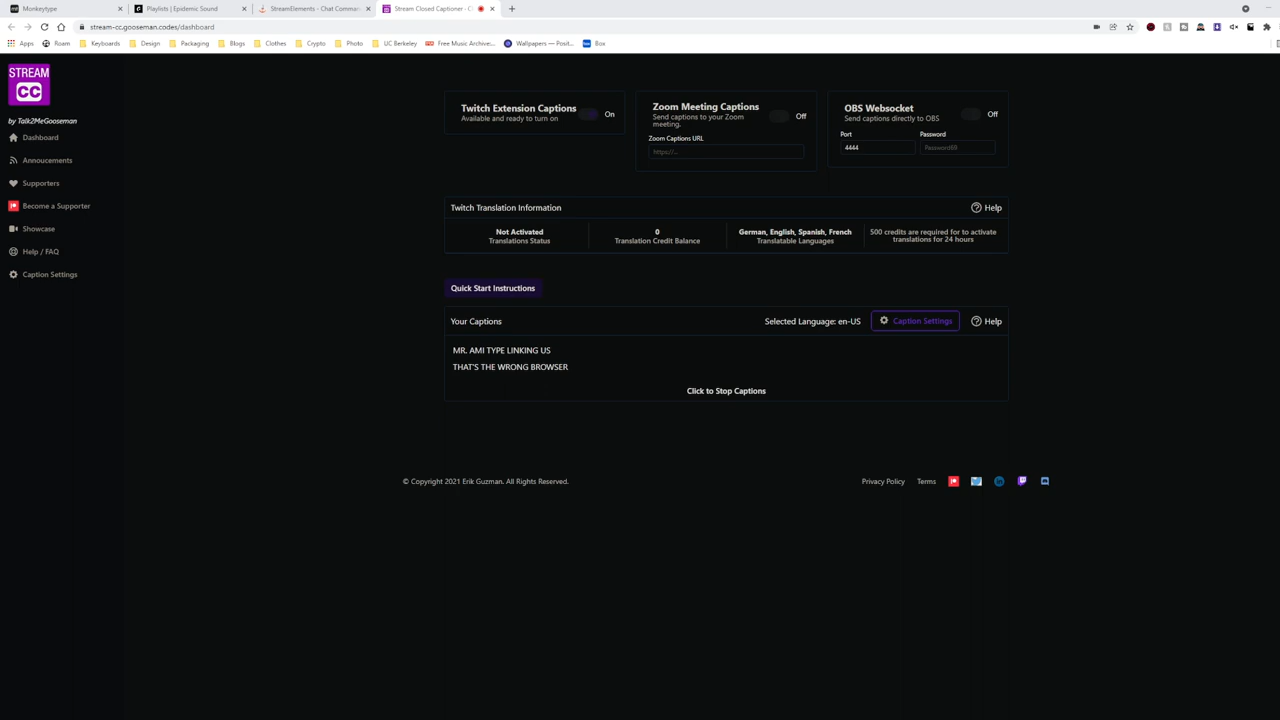 Monkeytype
Playlists | Epidemic Sound
StreamElements - Chat Comman
Stream Closed Captioner - C
stream-cc.gooseman.codes/dashboard
Apps
Roam
Keyboards
Design
Packaging
Blogs
Clothes
Crypto
Photo
UC Berkeley
Free Music Archive...
Wallpapers — Posit...
Box
STREAM
CC
by Talk2MeGooseman
Dashboard
Annoucements
Supporters
Become a Supporter
Showcase
Help / FAQ
Caption Settings
Twitch Extension Captions
Available and ready to turn on
On
Zoom Meeting Captions
Send captions to your Zoom
meeting.
Off
Zoom Captions URL
https://...
OBS Websocket
Send captions directly to OBS
Off
Port
Password
4444
Password69
Twitch Translation Information
Help
Not Activated
Translations Status
0
Translation Credit Balance
German, English, Spanish, French
Translatable Languages
500 credits are required for to activate
translations for 24 hours
Quick Start Instructions
Your Captions
Selected Language: en-US
Caption Settings
Help
MR. AMI TYPE LINKING US
THAT'S THE WRONG BROWSER
Click to Stop Captions
© Copyright 2021 Erik Guzman. All Rights Reserved.
Privacy Policy
Terms